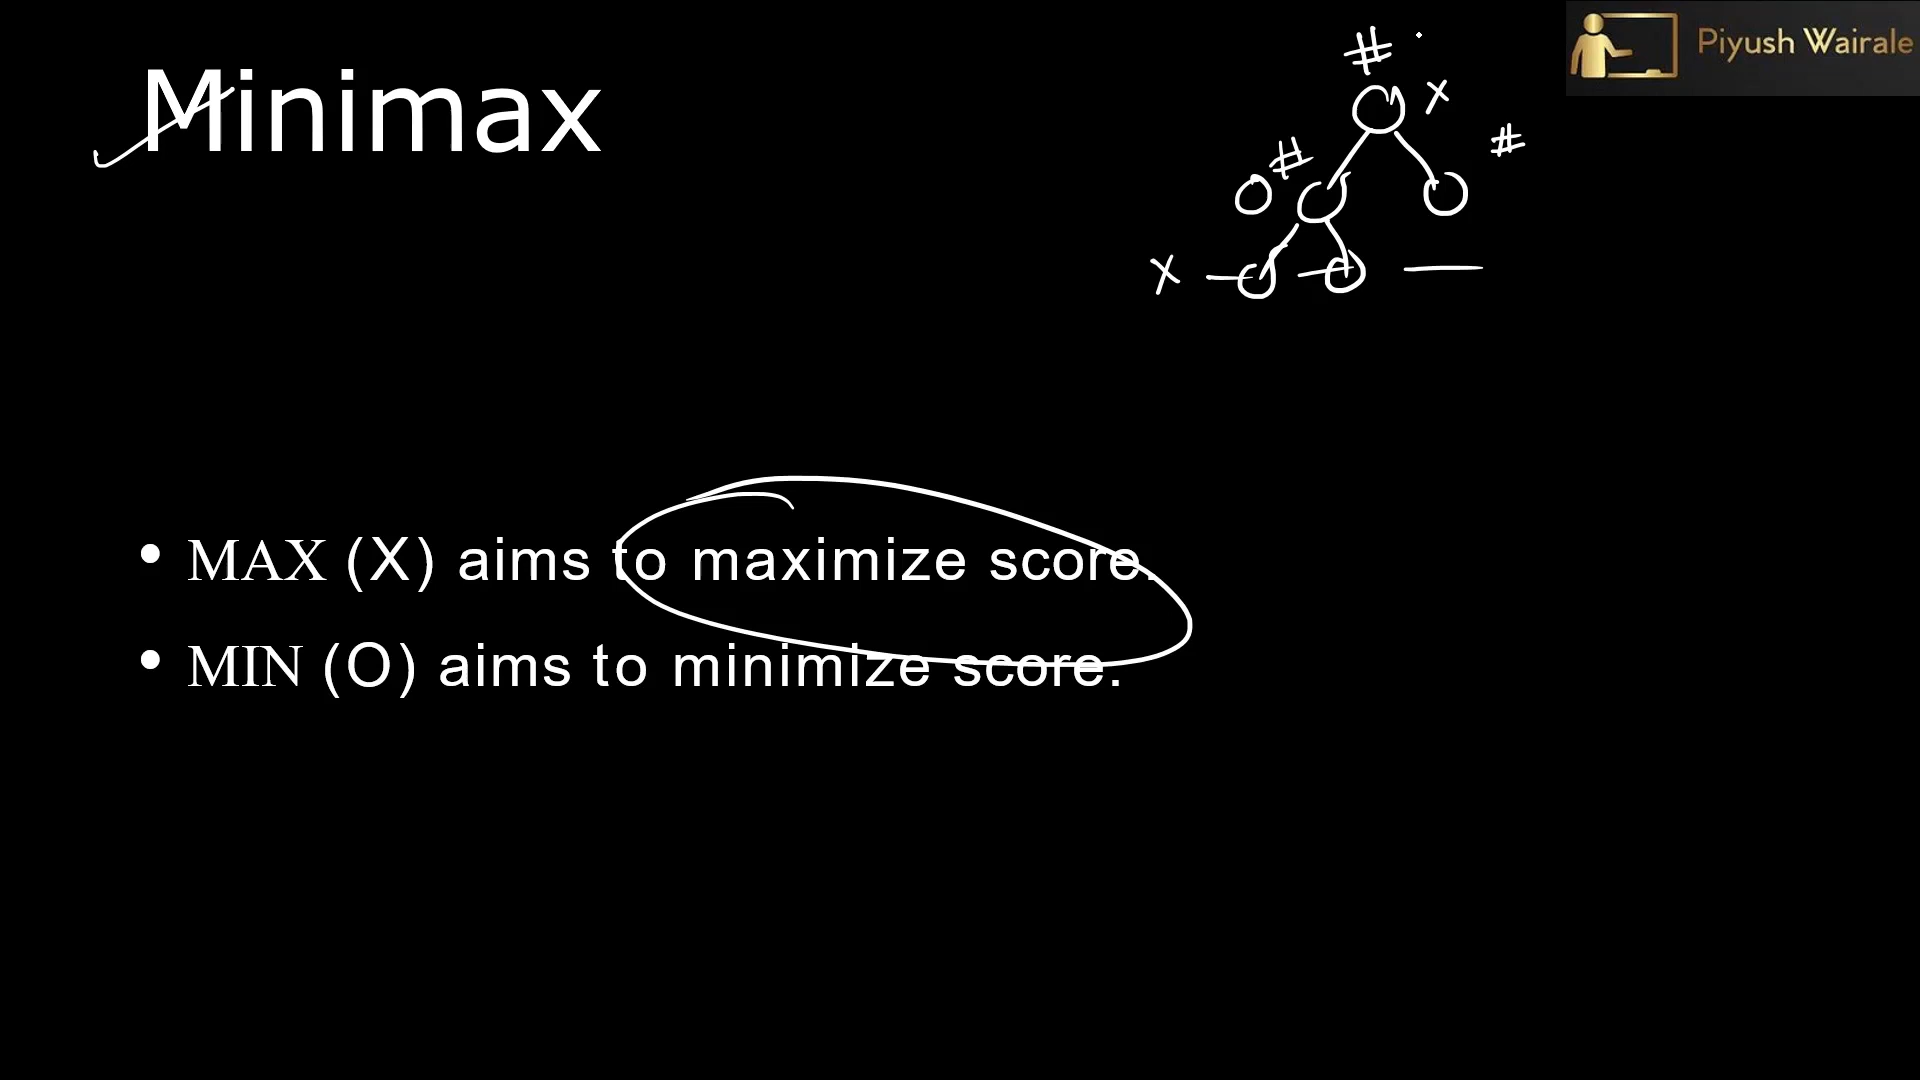 Minimax
Piyush Wairale
#
X
#
#
O
X
• MAX (X) aims to maximize score.
• MIN (O) aims to minimize score.